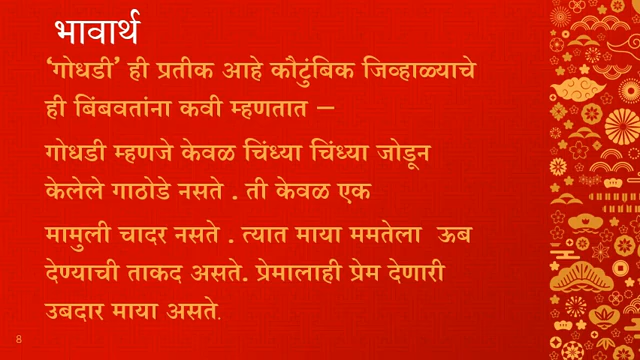 भावार्थ
‘गोधडी’ ही प्रतीक आहे कौटुंबिक जिव्हाळ्याचे
ही बिंबवतांना कवी म्हणतात –
गोधडी म्हणजे केवळ चिंध्या चिंध्या जोडून
केलेले गाठोडे नसते . ती केवळ एक
मामुली चादर नसते . त्यात माया ममतेला ऊब
देण्याची ताकद असते. प्रेमालाही प्रेम देणारी
उबदार माया असते.
8